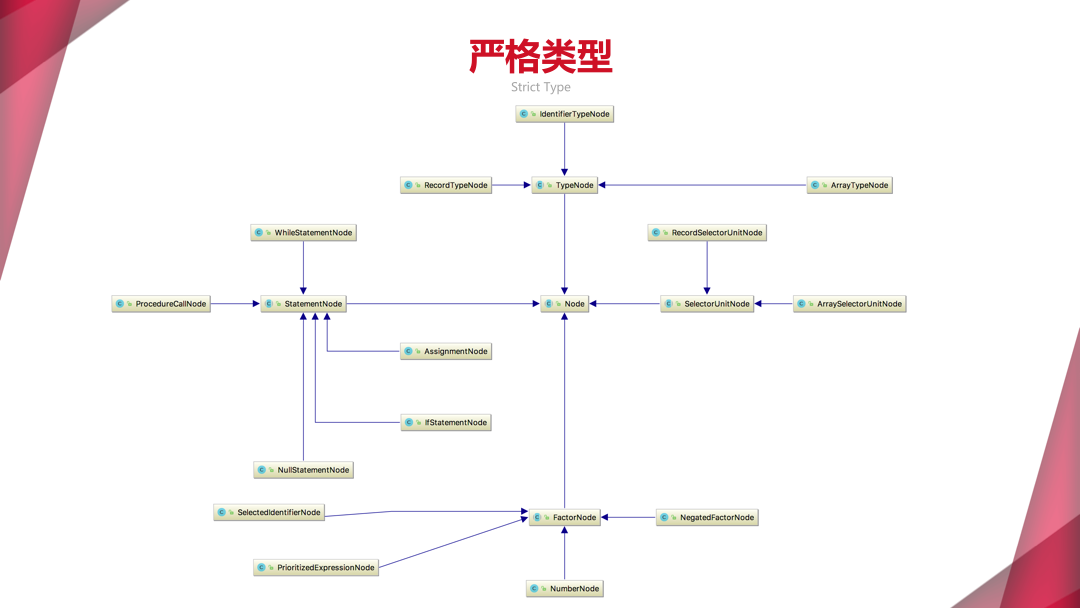 严格类型
Strict Type
IdentifierTypeNode
RecordTypeNode
TypeNode
ArrayTypeNode
WhileStatementNode
RecordSelectorUnitNode
ProcedureCallNode
StatementNode
Node
SelectorUnitNode
ArraySelectorUnitNode
AssignmentNode
IfStatementNode
NullStatementNode
SelectedIdentifierNode
FactorNode
NegatedFactorNode
PrioritizedExpressionNode
NumberNode